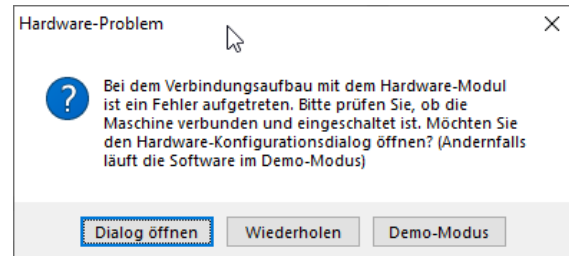 Hardware-Problem
Bei dem Verbindungsaufbau mit dem Hardware-Modul
ist ein Fehler aufgetreten. Bitte prüfen Sie, ob die
Maschine verbunden und eingeschaltet ist. Möchten Sie
den Hardware-Konfigurationsdialog öffnen? (Andernfalls
läuft die Software im Demo-Modus)
Dialog öffnen
Wiederholen
Demo-Modus